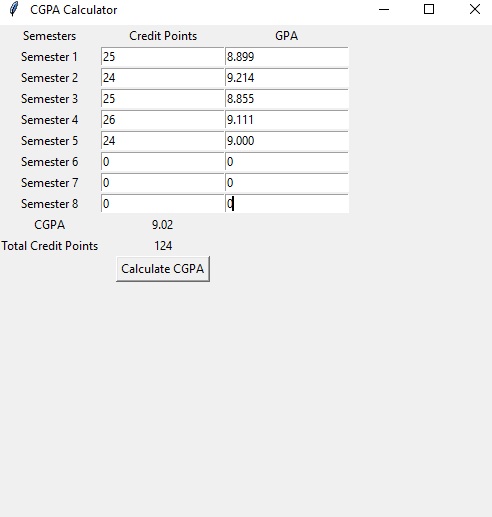 CGPA Calculator
Semesters Credit Points GPA
Semester 1 25 8.899
Semester 2 24 9.214
Semester 3 25 8.855
Semester 4 26 9.111
Semester 5 24 9.000
Semester 6 0 0
Semester 7 0 0
Semester 8 0 0
CGPA 9.02
Total Credit Points 124
Calculate CGPA